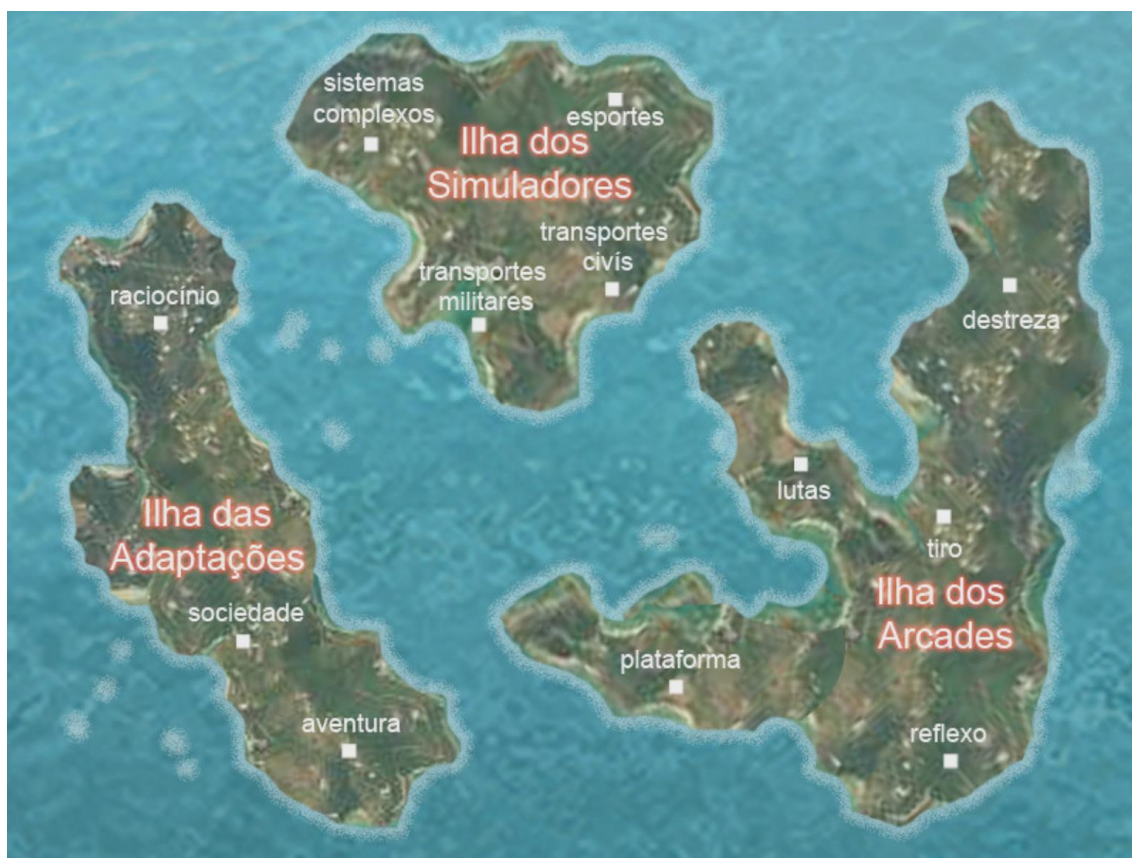 sistemas
complexos
esportes
Ilha dos
Simuladores
transportes
civís
transportes
militares
raciocínio
destreza
lutas
tiro
Ilha das
Adaptações
Ilha dos
Arcades
sociedade
plataforma
aventura
reflexo